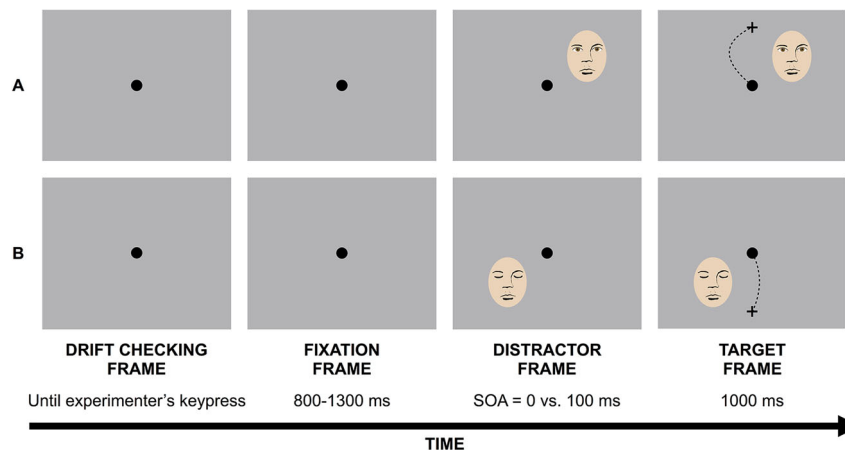 A
B
DRIFT CHECKING FRAME
FIXATION FRAME
DISTRACTOR FRAME
TARGET FRAME
Until experimenter's keypress
800-1300 ms
SOA = 0 vs. 100 ms
1000 ms
TIME